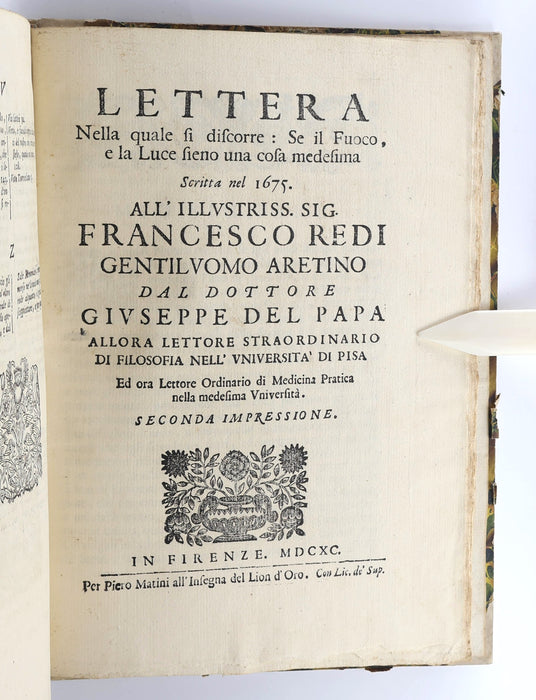 LETTERA
Nella quale ſi diſcorre : Se il Fuoco,
e la Luce ſieno una coſa medeſima
Scritta nel 1675.
ALL' ILLVSTRISS. SIG.
FRANCESCO REDI
GENTILVOMO ARETINO
DAL DOTTORE
GIVSEPPE DEL PAPA
ALLORA LETTORE STRAORDINARIO
DI FILOSOFIA NELL' VNIVERSITA' DI PISA
Ed ora Lettore Ordinario di Medicina Pratica
nella medeſima Vniverſità.
SECONDA IMPRESSIONE.
IN FIRENZE. MDCXC.
Per Piero Matini all'Inſegna del Lion d'Oro. Con Lic. de' Sup.